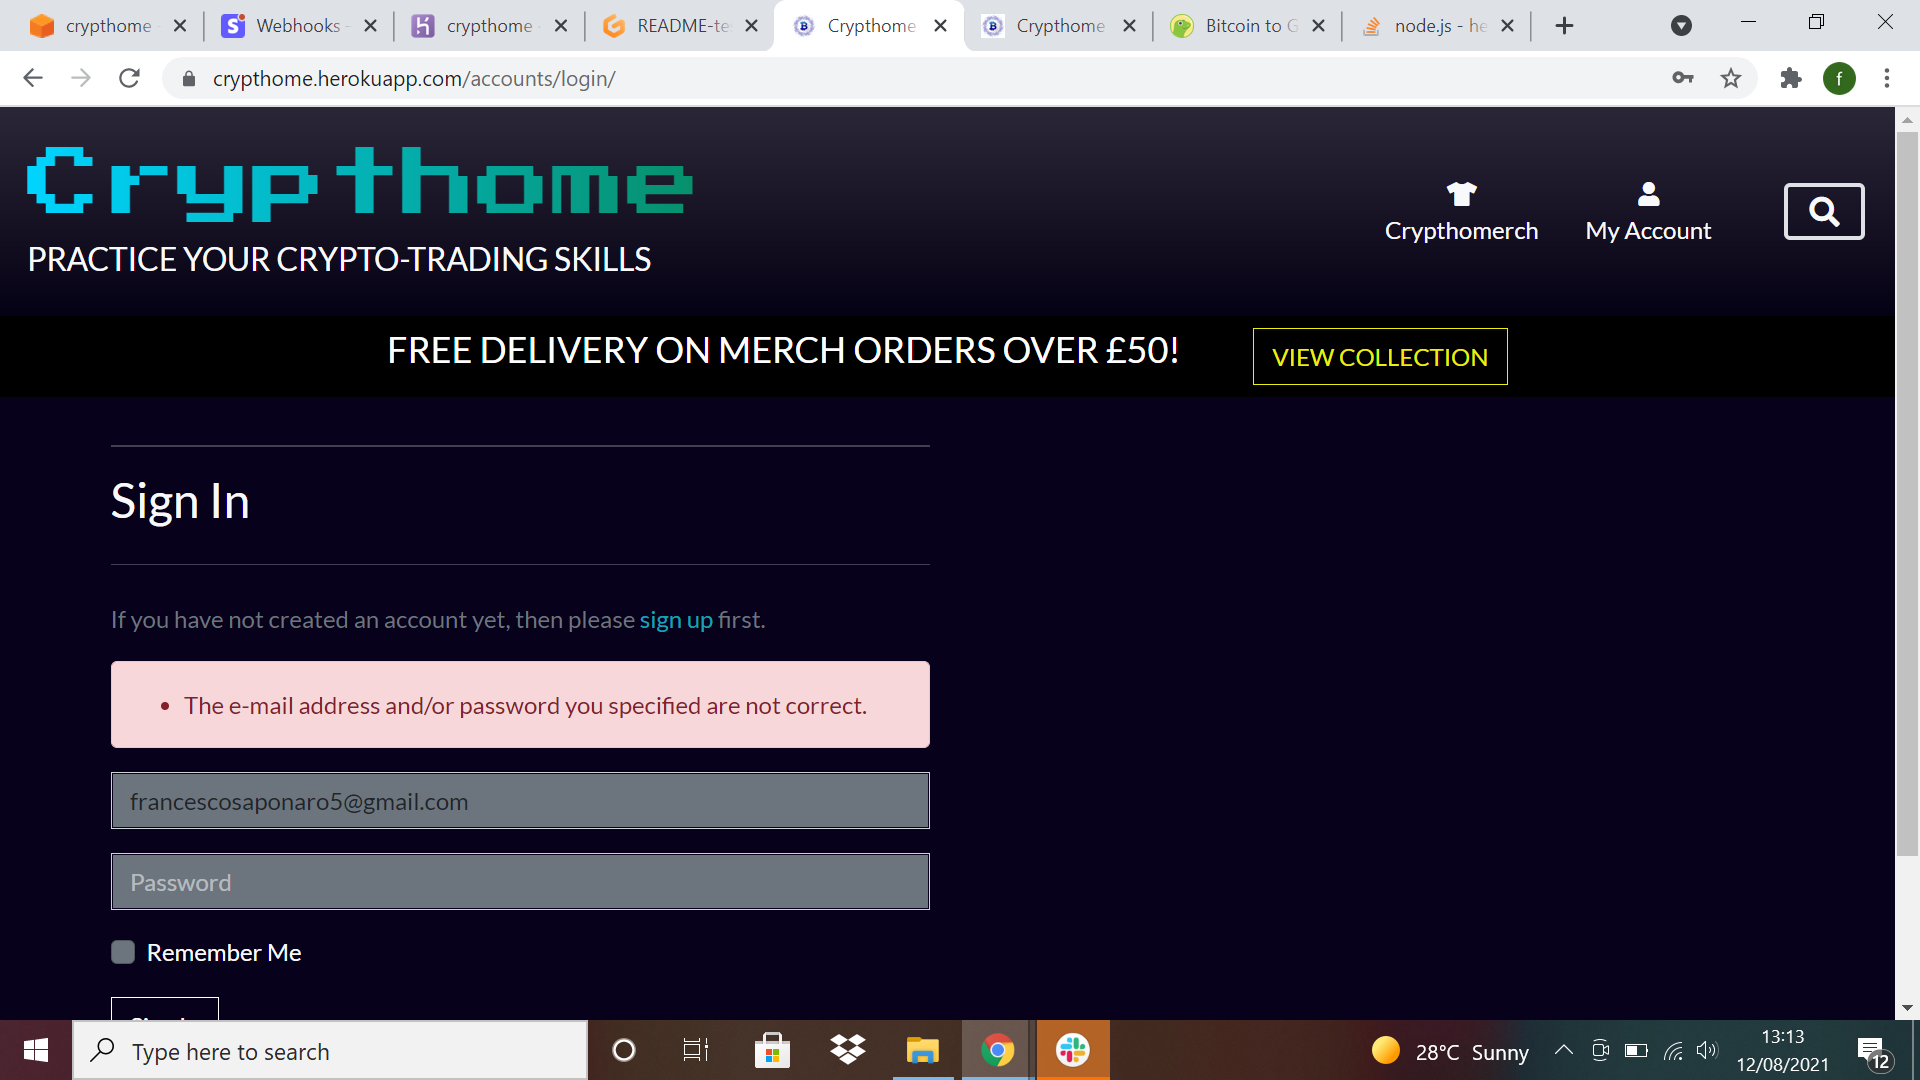 crypthome
Webhooks -
crypthome
README-te
Crypthome
Crypthome
Bitcoin to G
node.js - he
crypthome.herokuapp.com/accounts/login/
f
Crypthome
PRACTICE YOUR CRYPTO-TRADING SKILLS
Crypthomerch
My Account
FREE DELIVERY ON MERCH ORDERS OVER £50!
VIEW COLLECTION
Sign In
If you have not created an account yet, then please sign up first.
• The e-mail address and/or password you specified are not correct.
francescosaponaro5@gmail.com
Password
Remember Me
Type here to search
28°C Sunny
13:13
12/08/2021
12